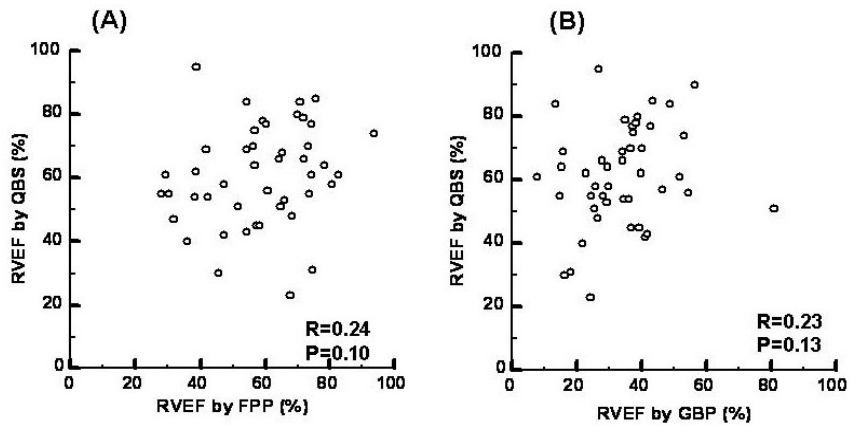 (A)
100
80
60
40
20
0
RVEF by QBS (%)
R=0.24
P=0.10
0 20 40 60 80 100
RVEF by FPP (%)
(B)
100
80
60
40
20
0
RVEF by QBS (%)
R=0.23
P=0.13
0 20 40 60 80 100
RVEF by GBP (%)